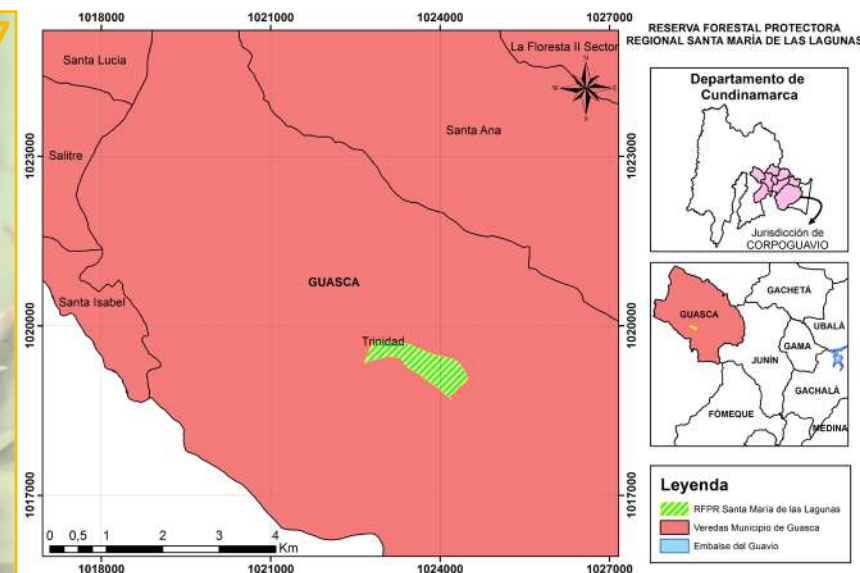 7
1018000
1021000
1024000
1027000
1023000
1020000
1017000
Santa Lucia
La Floresta II Sector
N
W
E
S
Santa Ana
Salitre
GUASCA
Santa Isabel
Trinidad
0 0,5 1 2 3 4
Km
1023000
1020000
1017000
1018000
1021000
1024000
1027000
RESERVA FORESTAL PROTECTORA
REGIONAL SANTA MARÍA DE LAS LAGUNAS
Departamento de
Cundinamarca
Jurisdicción de
CORPOGUAVIO
GACHETÁ
GUASCA
UBALÁ
GAMA
JUNÍN
GACHALÁ
FÓMEQUE
MEDINA
Leyenda
RFPR Santa María de las Lagunas
Veredas Municipio de Guasca
Embalse del Guavio